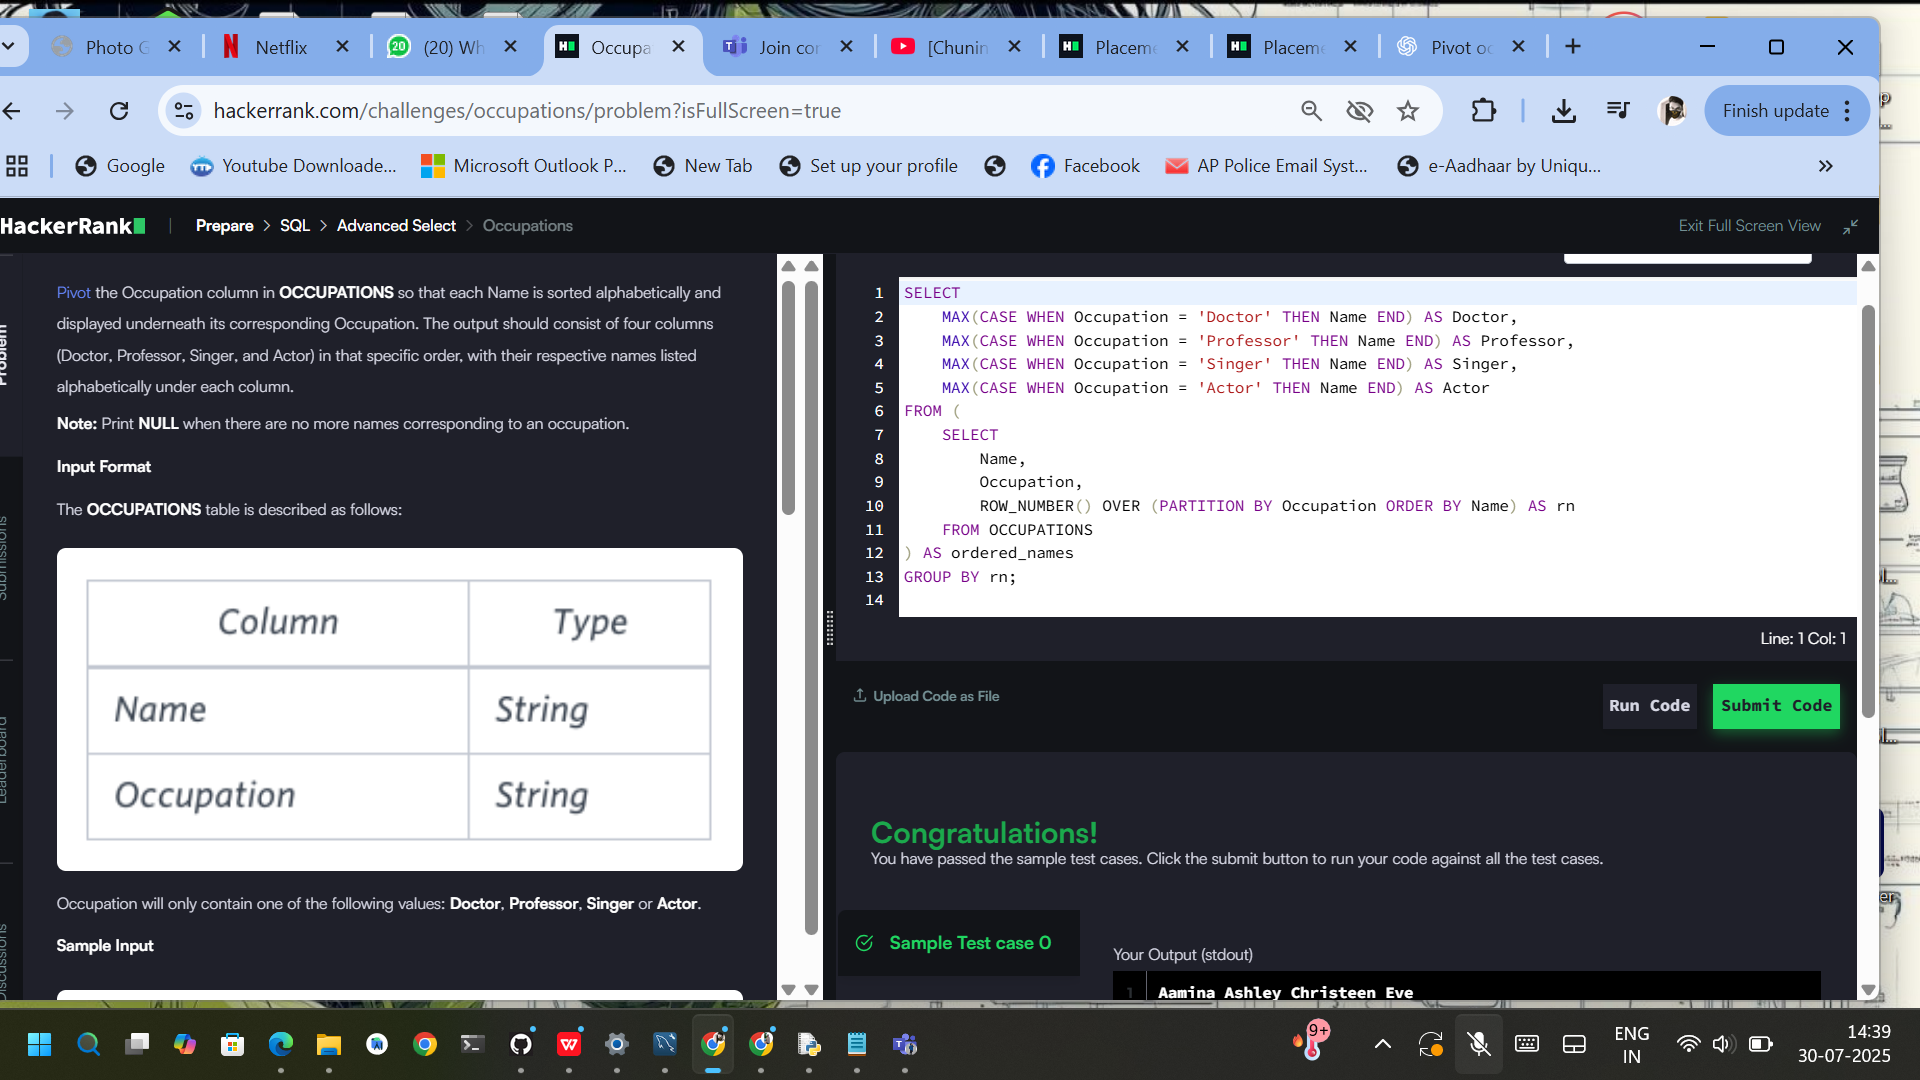 Photo G
Netflix
(20) Wh
Occupa
Join cor
[Chunin
Placeme
Placeme
Pivot oc
hackerrank.com/challenges/occupations/problem?isFullScreen=true
Finish update
Google
Youtube Downloade...
Microsoft Outlook P...
New Tab
Set up your profile
Facebook
AP Police Email Syst...
e-Aadhaar by Uniqu...
HackerRank
Prepare > SQL > Advanced Select > Occupations
Exit Full Screen View
Problem
Submissions
Leaderboard
Discussions
Pivot the Occupation column in OCCUPATIONS so that each Name is sorted alphabetically and
displayed underneath its corresponding Occupation. The output should consist of four columns
(Doctor, Professor, Singer, and Actor) in that specific order, with their respective names listed
alphabetically under each column.
Note: Print NULL when there are no more names corresponding to an occupation.
Input Format
The OCCUPATIONS table is described as follows:
Column Type
Name String
Occupation String
Occupation will only contain one of the following values: Doctor, Professor, Singer or Actor.
Sample Input
1 SELECT
2 MAX(CASE WHEN Occupation = 'Doctor' THEN Name END) AS Doctor,
3 MAX(CASE WHEN Occupation = 'Professor' THEN Name END) AS Professor,
4 MAX(CASE WHEN Occupation = 'Singer' THEN Name END) AS Singer,
5 MAX(CASE WHEN Occupation = 'Actor' THEN Name END) AS Actor
6 FROM (
7 SELECT
8 Name,
9 Occupation,
10 ROW_NUMBER() OVER (PARTITION BY Occupation ORDER BY Name) AS rn
11 FROM OCCUPATIONS
12 ) AS ordered_names
13 GROUP BY rn;
14
Line: 1 Col: 1
Upload Code as File
Run Code
Submit Code
Congratulations!
You have passed the sample test cases. Click the submit button to run your code against all the test cases.
Sample Test case 0
Your Output (stdout)
1 Aamina Ashley Christeen Eve
9+
ENG
IN
14:39
30-07-2025